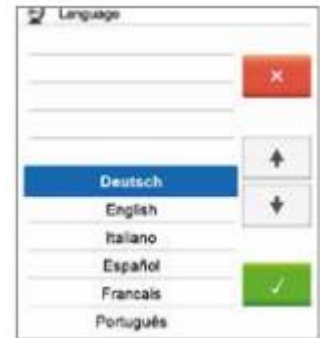 Language
Deutsch
English
Italiano
Español
Francais
Português